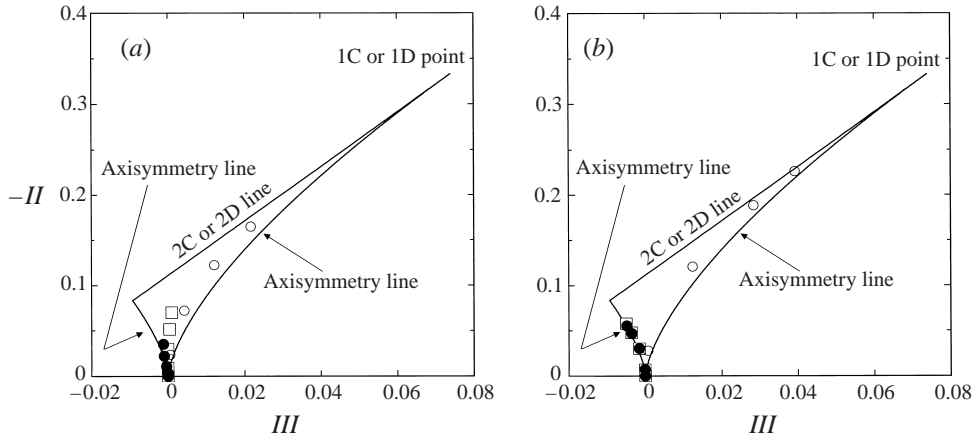 0.4
(a)
1C or 1D point
0.3
Axisymmetry line
−II
0.2
2C or 2D line
0.1
Axisymmetry line
0
−0.02
0
0.02
0.04
0.06
0.08
III
0.4
(b)
1C or 1D point
0.3
Axisymmetry line
0.2
2C or 2D line
0.1
Axisymmetry line
0
−0.02
0
0.02
0.04
0.06
0.08
III